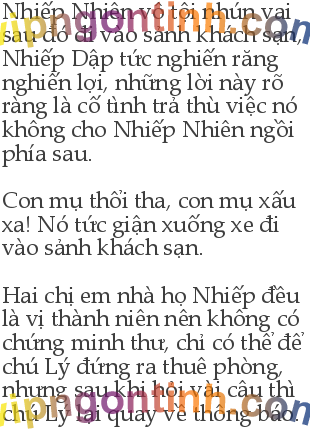 Nhiếp Nhiên vô tội nhún vai
sau đó đi vào sảnh khách sạn,
Nhiếp Dập tức nghiến răng
nghiến lợi, những lời này rõ
ràng là cố tình trả thù việc nó
không cho Nhiếp Nhiên ngồi
phía sau.
Con mụ thổi tha, con mụ xấu
xa! Nó tức giận xuống xe đi
vào sảnh khách sạn.
Hai chị em nhà họ Nhiếp đều
là vị thành niên nên không có
chứng minh thư, chỉ có thể để
chú Lý đứng ra thuê phòng,
nhưng sau khi hỏi vài câu thì
chú Lý lại quay về thông báo.
vipngontinh.com
vipngontinh.com